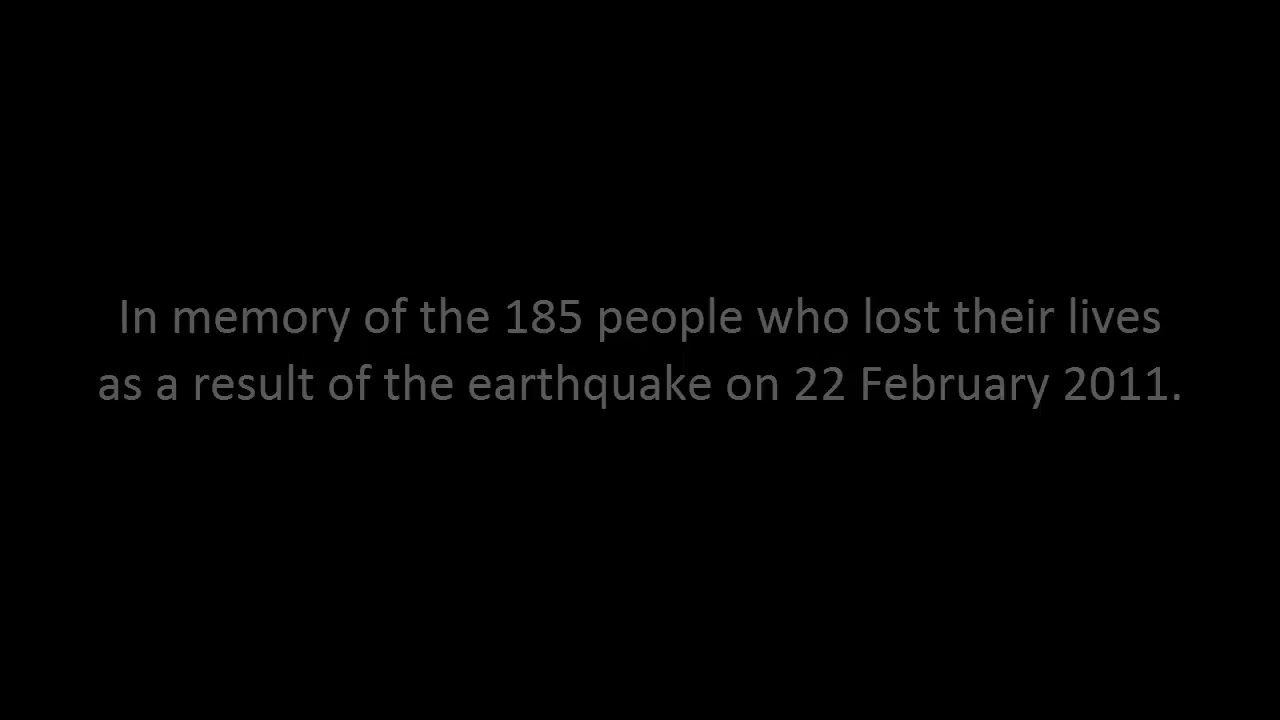 In memory of the 185 people who lost their lives
as a result of the earthquake on 22 February 2011.